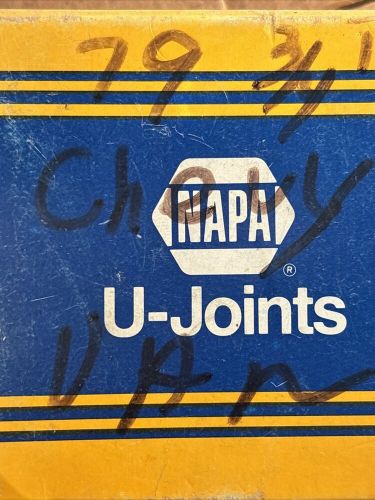 79 3/4
Chevy
NAPA
®
U-Joints
VAn